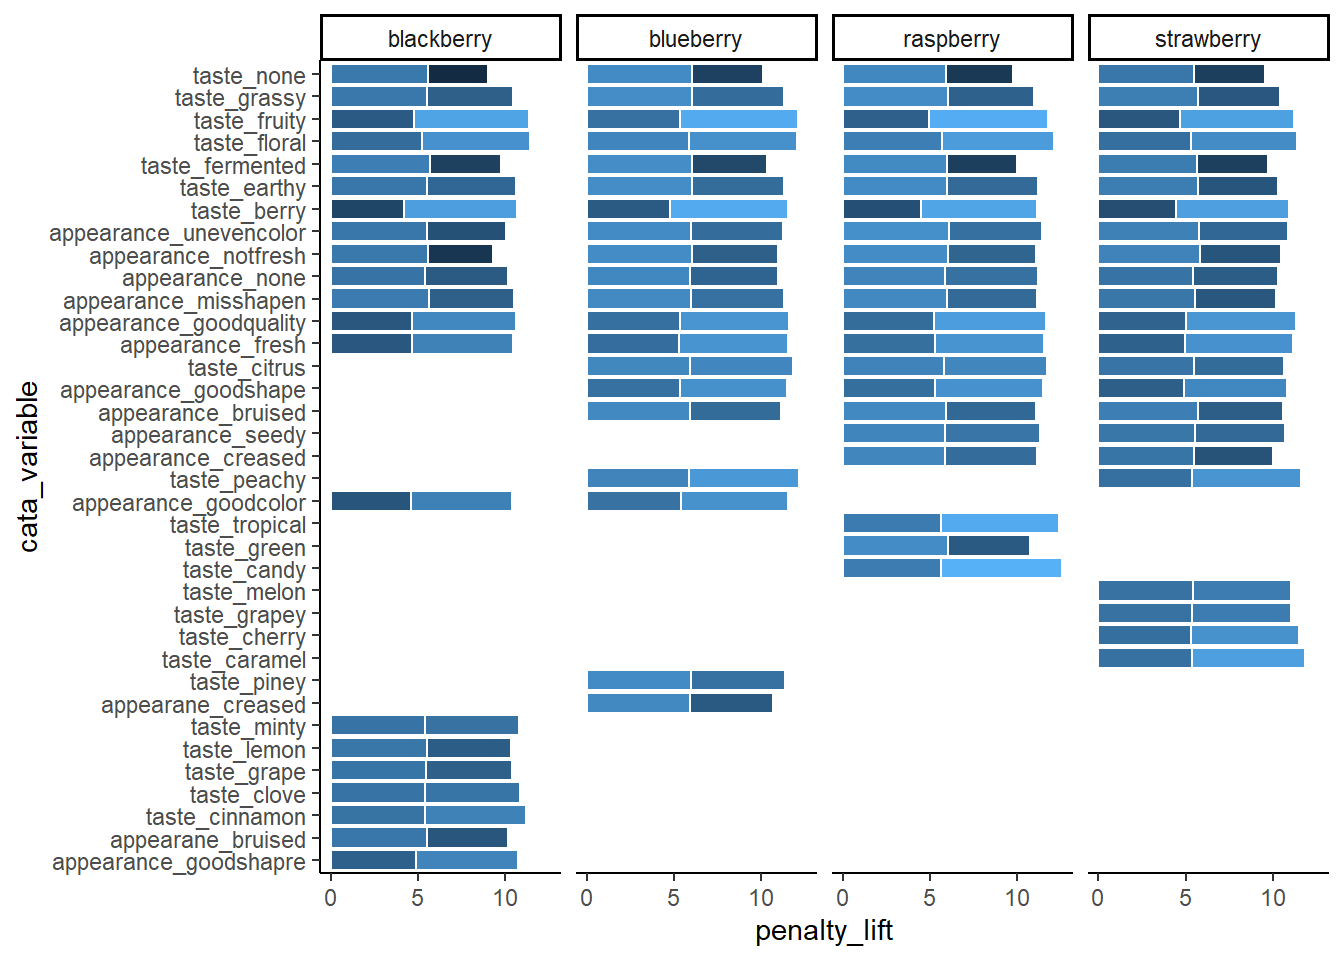 blackberry blueberry raspberry strawberry
taste_none
taste_grassy
taste_fruity
taste_floral
taste_fermented
taste_earthy
taste_berry
appearance_unevencolor
appearance_notfresh
appearance_none
appearance_misshapen
appearance_goodquality
appearance_fresh
taste_citrus
appearance_goodshape
appearance_bruised
appearance_seedy
appearance_creased
taste_peachy
appearance_goodcolor
taste_tropical
taste_green
taste_candy
taste_melon
taste_grapey
taste_cherry
taste_caramel
taste_piney
appearane_creased
taste_minty
taste_lemon
taste_grape
taste_clove
taste_cinnamon
appearane_bruised
appearance_goodshapre
cata_variable
0 5 10 0 5 10 0 5 10 0 5 10
penalty_lift